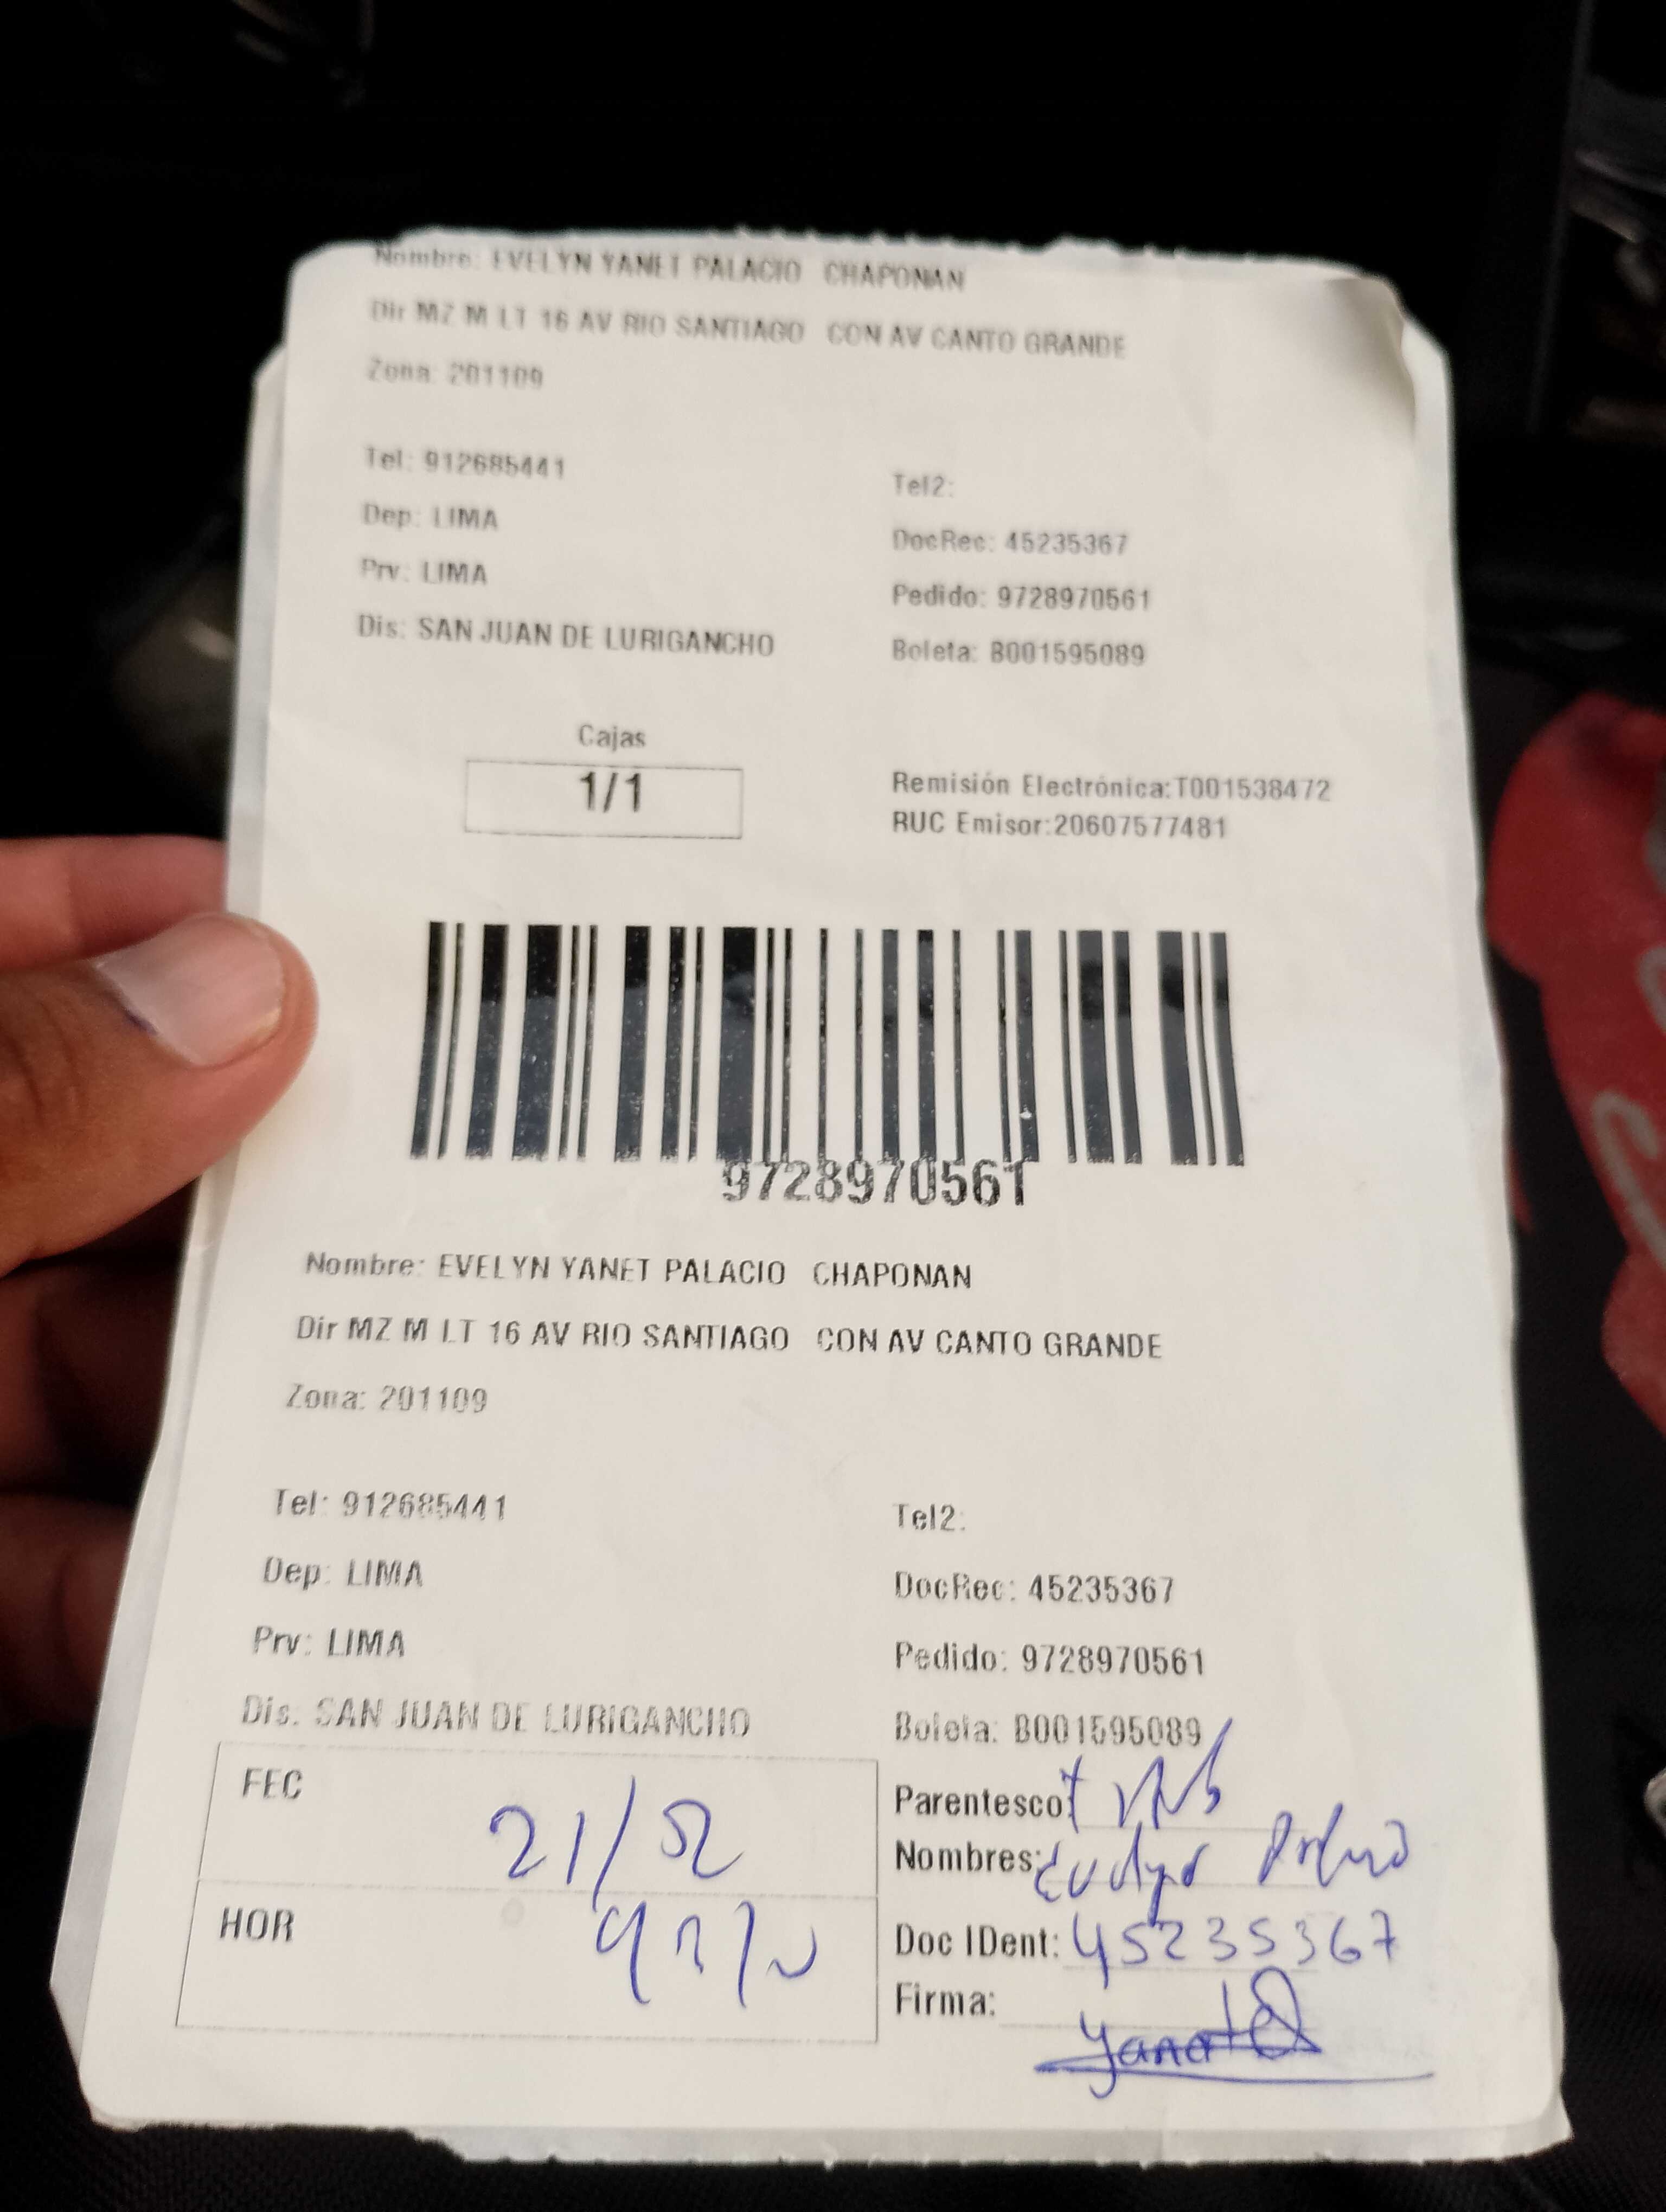 Nombre: EVELYN YANET PALACIO CHAPONAN
Dir MZ M LT 16 AV RIO SANTIAGO CON AV CANTO GRANDE
Zona: 201109
Tel: 912685441
Tel2:
Dep: LIMA
DocRec: 45235367
Prv: LIMA
Pedido: 9728970561
Dis: SAN JUAN DE LURIGANCHO
Boleta: B001595089
Cajas
1/1
Remisión Electrónica:T001538472
RUC Emisor:20607577481
9728970561
Nombre: EVELYN YANET PALACIO CHAPONAN
Dir MZ M LT 16 AV RIO SANTIAGO CON AV CANTO GRANDE
Zona: 201109
Tel: 912685441
Tel2:
Dep: LIMA
DocRec: 45235367
Prv: LIMA
Pedido: 9728970561
Dis: SAN JUAN DE LURIGANCHO
Boleta: B001595089
FEC
Parentesco:
Nombres:
HOR
Doc IDent: 45235367
Firma: